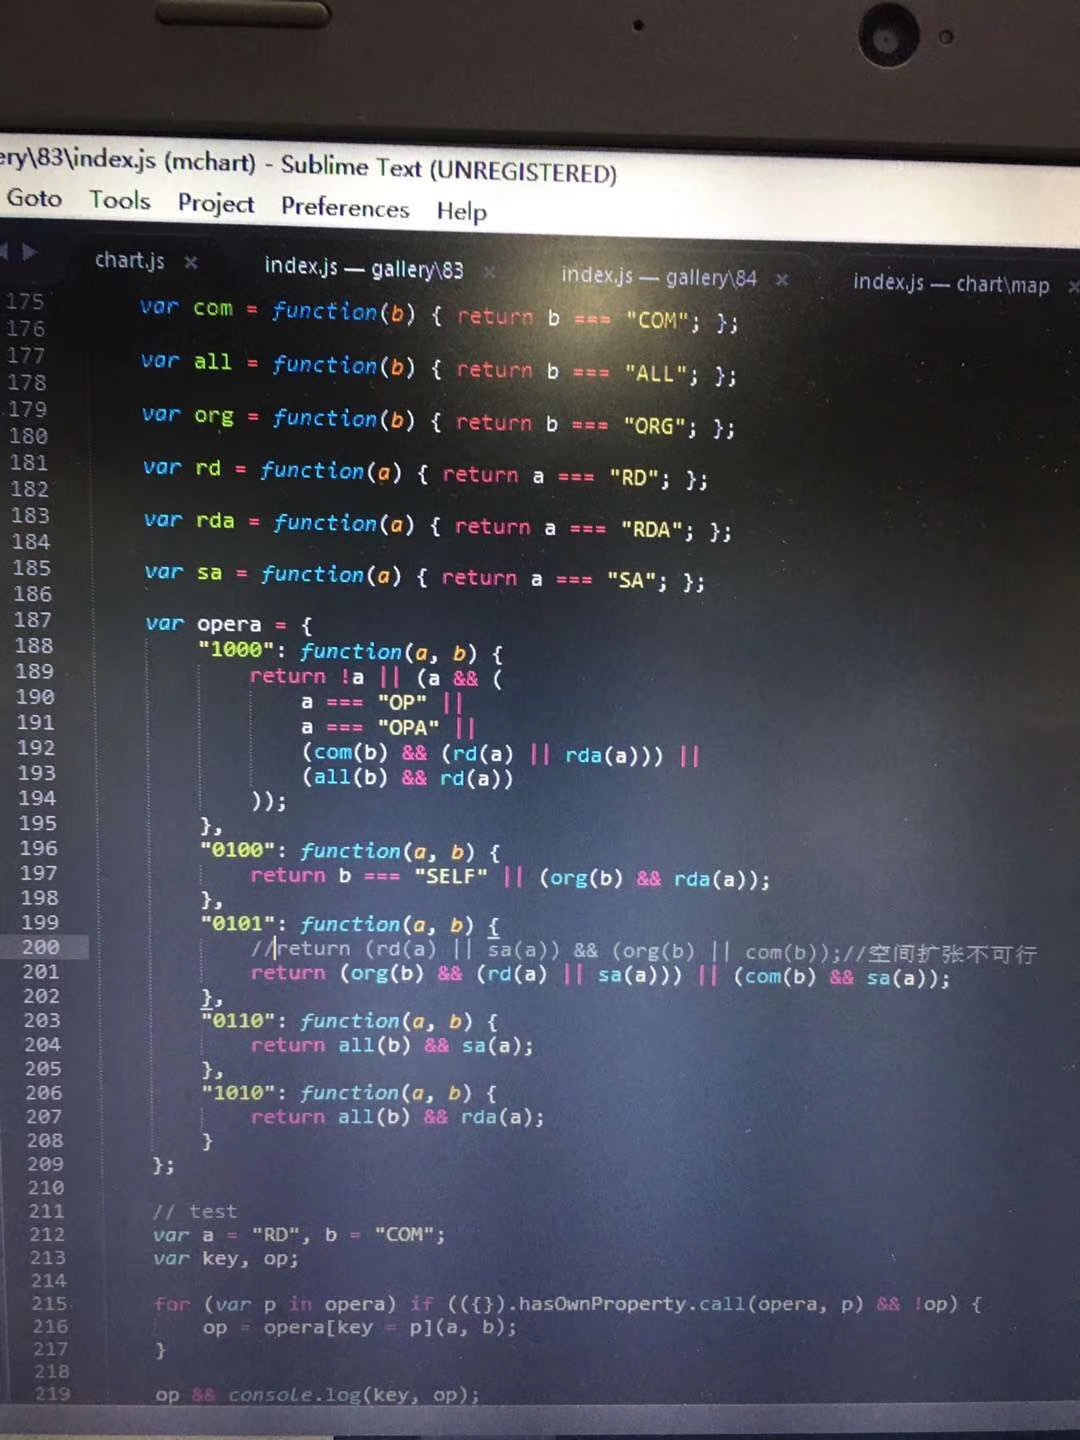 ery\83\index.js (mchart) - Sublime Text (UNREGISTERED)
Goto Tools Project Preferences Help
chart.js × index.js — gallery\83 × index.js — gallery\84 × index.js — chart\map ×
175 var com = function(b) { return b === "COM"; };
176
177 var all = function(b) { return b === "ALL"; };
178
179 var org = function(b) { return b === "ORG"; };
180
181 var rd = function(a) { return a === "RD"; };
182
183 var rda = function(a) { return a === "RDA"; };
184
185 var sa = function(a) { return a === "SA"; };
186
187 var opera = {
188 "1000": function(a, b) {
189 return !a || (a && (
190 a === "OP" ||
191 a === "OPA" ||
192 (com(b) && (rd(a) || rda(a))) ||
193 (all(b) && rd(a))
194 ));
195 },
196 "0100": function(a, b) {
197 return b === "SELF" || (org(b) && rda(a));
198 },
199 "0101": function(a, b) {
200 //return (rd(a) || sa(a)) && (org(b) || com(b));//空间扩张不可行
201 return (org(b) && (rd(a) || sa(a))) || (com(b) && sa(a));
202 },
203 "0110": function(a, b) {
204 return all(b) && sa(a);
205 },
206 "1010": function(a, b) {
207 return all(b) && rda(a);
208 }
209 };
210
211 // test
212 var a = "RD", b = "COM";
213 var key, op;
214
215 for (var p in opera) if (({}).hasOwnProperty.call(opera, p) && !op) {
216 op = opera[key = p](a, b);
217 }
218
219 op && console.log(key, op);